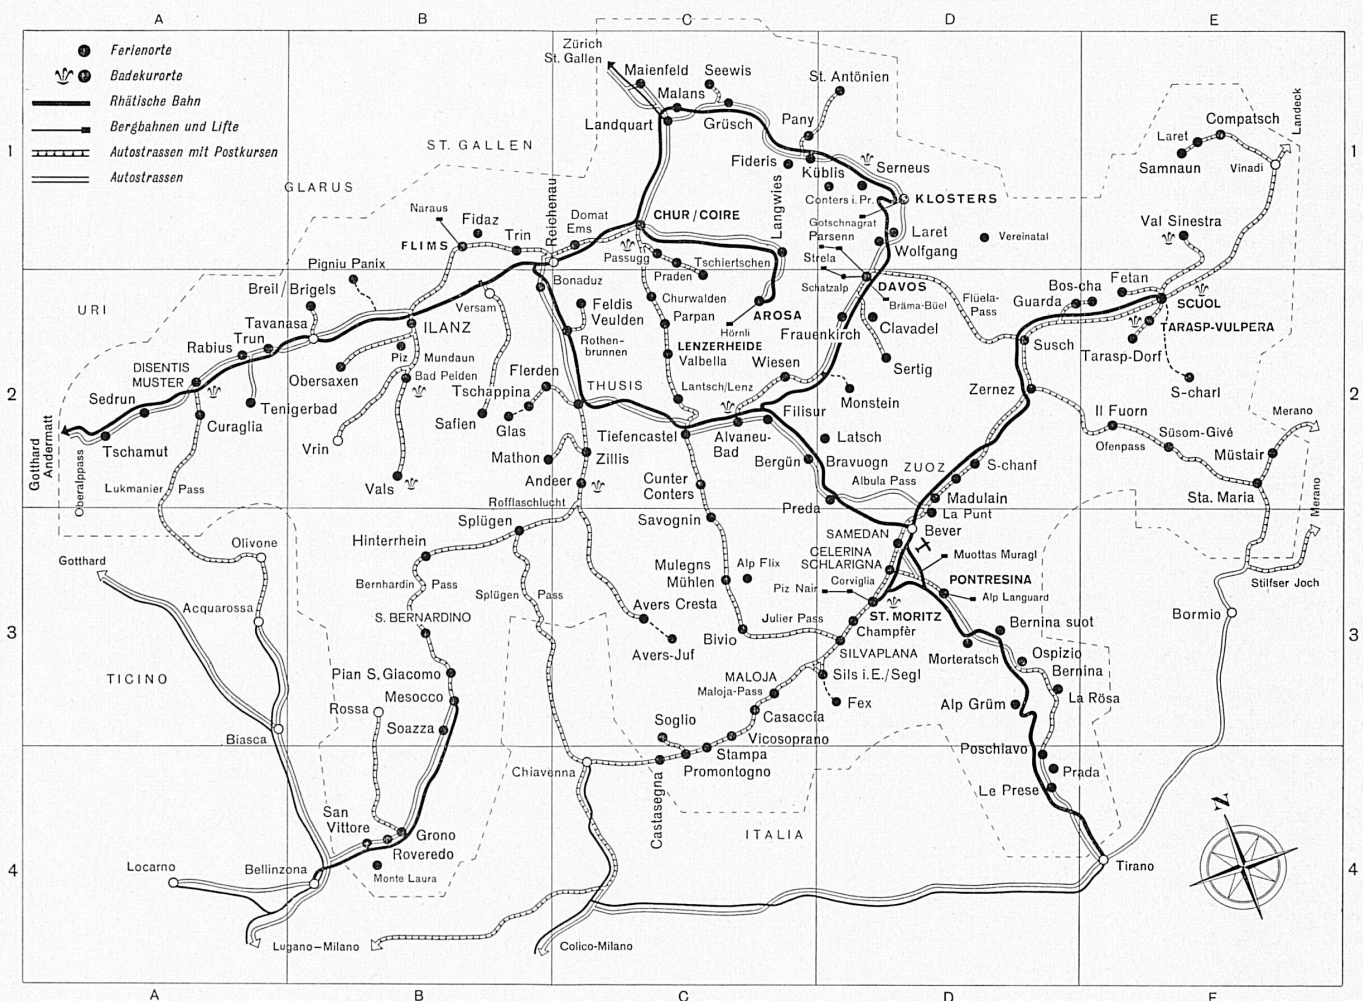 A
B
C
D
E
Ferienorte
Badekurorte
Rhätische Bahn
Bergbahnen und Lifte
Autostrassen mit Postkursen
Autostrassen
1
1
Zürich
St. Gallen
Maienfeld
Seewis
St. Antönien
Malans
Landquart
Grüsch
Pany
Compatsch
Landeck
Laret
Samnaun
Vinadi
ST. GALLEN
Fideris
Küblis
Serneus
Conters i. Pr.
KLOSTERS
GLARUS
Reichenau
Langwies
Naraus
Fidaz
Domat
Ems
CHUR / COIRE
Gotschnagrat
Laret
Vereinatal
Val Sinestra
FLIMS
Trin
Passugg
Tschiertschen
Praden
Parsenn
Wolfgang
Strela
Schatzalp
DAVOS
Pigniu Panix
Bonaduz
Breil / Brigels
Versam
Feldis
Veulden
Churwalden
Parpan
AROSA
Hörnli
Bräma-Büel
Flüela-
Pass
Bos-cha
Guarda
Fetan
SCUOL
TARASP-VULPERA
Tarasp-Dorf
URI
Tavanasa
ILANZ
Rothen-
brunnen
LENZERHEIDE
Valbella
Frauenkirch
Clavadel
Susch
Trun
Rabius
DISENTIS
MUSTER
Piz
Mundaun
Bad Peiden
Obersaxen
Flerden
Tschappina
THUSIS
Lantsch/Lenz
Wiesen
Sertig
S-charl
2
2
Sedrun
Tenigerbad
Curaglia
Tschamut
Safien
Glas
Tiefencastel
Alvaneu-
Bad
Filisur
Monstein
Zernez
Il Fuorn
Ofenpass
Süsom-Givé
Merano
Müstair
Sta. Maria
Gotthard
Andermatt
Oberalppass
Lukmanier Pass
Vrin
Vals
Mathon
Zillis
Andeer
Rofflaschlucht
Cunter
Conters
Latsch
Bergün
Bravuogn
ZUOZ
Albula Pass
S-chanf
Madulain
La Punt
Merano
Preda
Splügen
Savognin
SAMEDAN
Bever
Olivone
Hinterrhein
Gotthard
Bernhardin Pass
Splügen Pass
Mulegns
Mühlen
Alp Flix
CELERINA
SCHLARIGNA
Muottas Muragl
Corviglia
Piz Nair
PONTRESINA
Alp Languard
Stilfser Joch
Acquarossa
S. BERNARDINO
Avers Cresta
Julier Pass
ST. MORITZ
Champfèr
Bernina suot
Bormio
3
3
Bivio
Avers-Juf
SILVAPLANA
Morteratsch
Ospizio
Bernina
TICINO
Pian S. Giacomo
Mesocco
MALOJA
Maloja-Pass
Sils i.E./Segl
La Rösa
Rossa
Soazza
Soglio
Casaccia
Fex
Alp Grüm
Biasca
Vicosoprano
Stampa
Promontogno
Poschiavo
Chiavenna
Castasegna
Prada
Le Prese
San
Vittore
Grono
Roveredo
Monte Laura
ITALIA
N
Locarno
Bellinzona
Tirano
4
4
Lugano–Milano
Colico-Milano
A
B
C
D
E